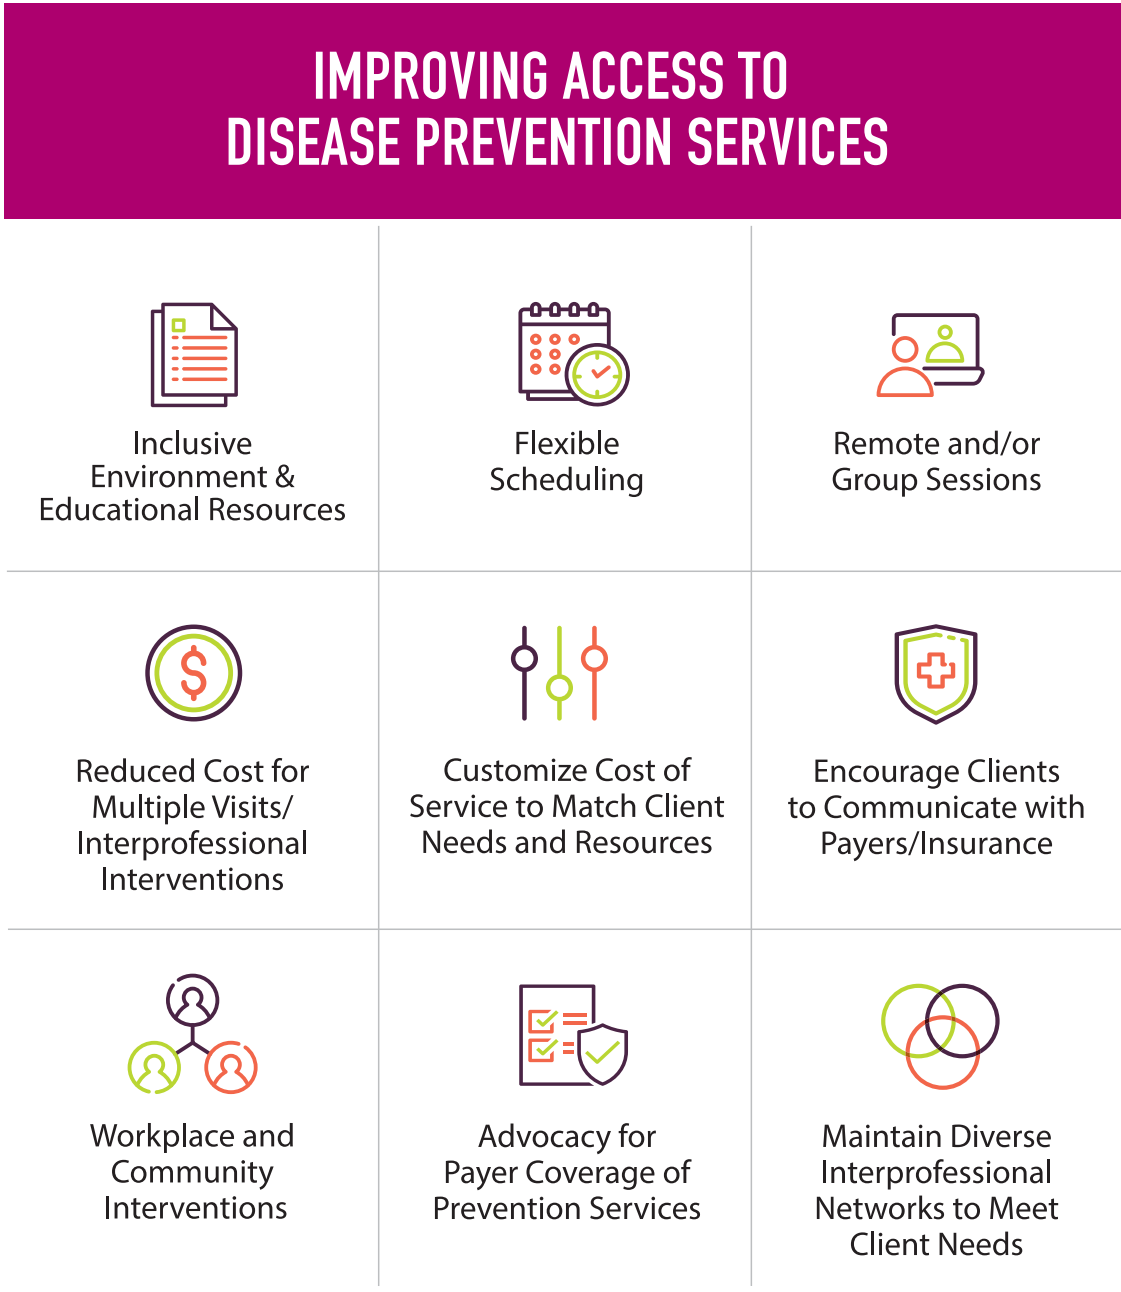 IMPROVING ACCESS TO
DISEASE PREVENTION SERVICES
Inclusive
Environment &
Educational Resources
Flexible
Scheduling
Remote and/or
Group Sessions
$
Reduced Cost for
Multiple Visits/
Interprofessional
Interventions
Customize Cost of
Service to Match Client
Needs and Resources
Encourage Clients
to Communicate with
Payers/Insurance
Workplace and
Community
Interventions
Advocacy for
Payer Coverage of
Prevention Services
Maintain Diverse
Interprofessional
Networks to Meet
Client Needs